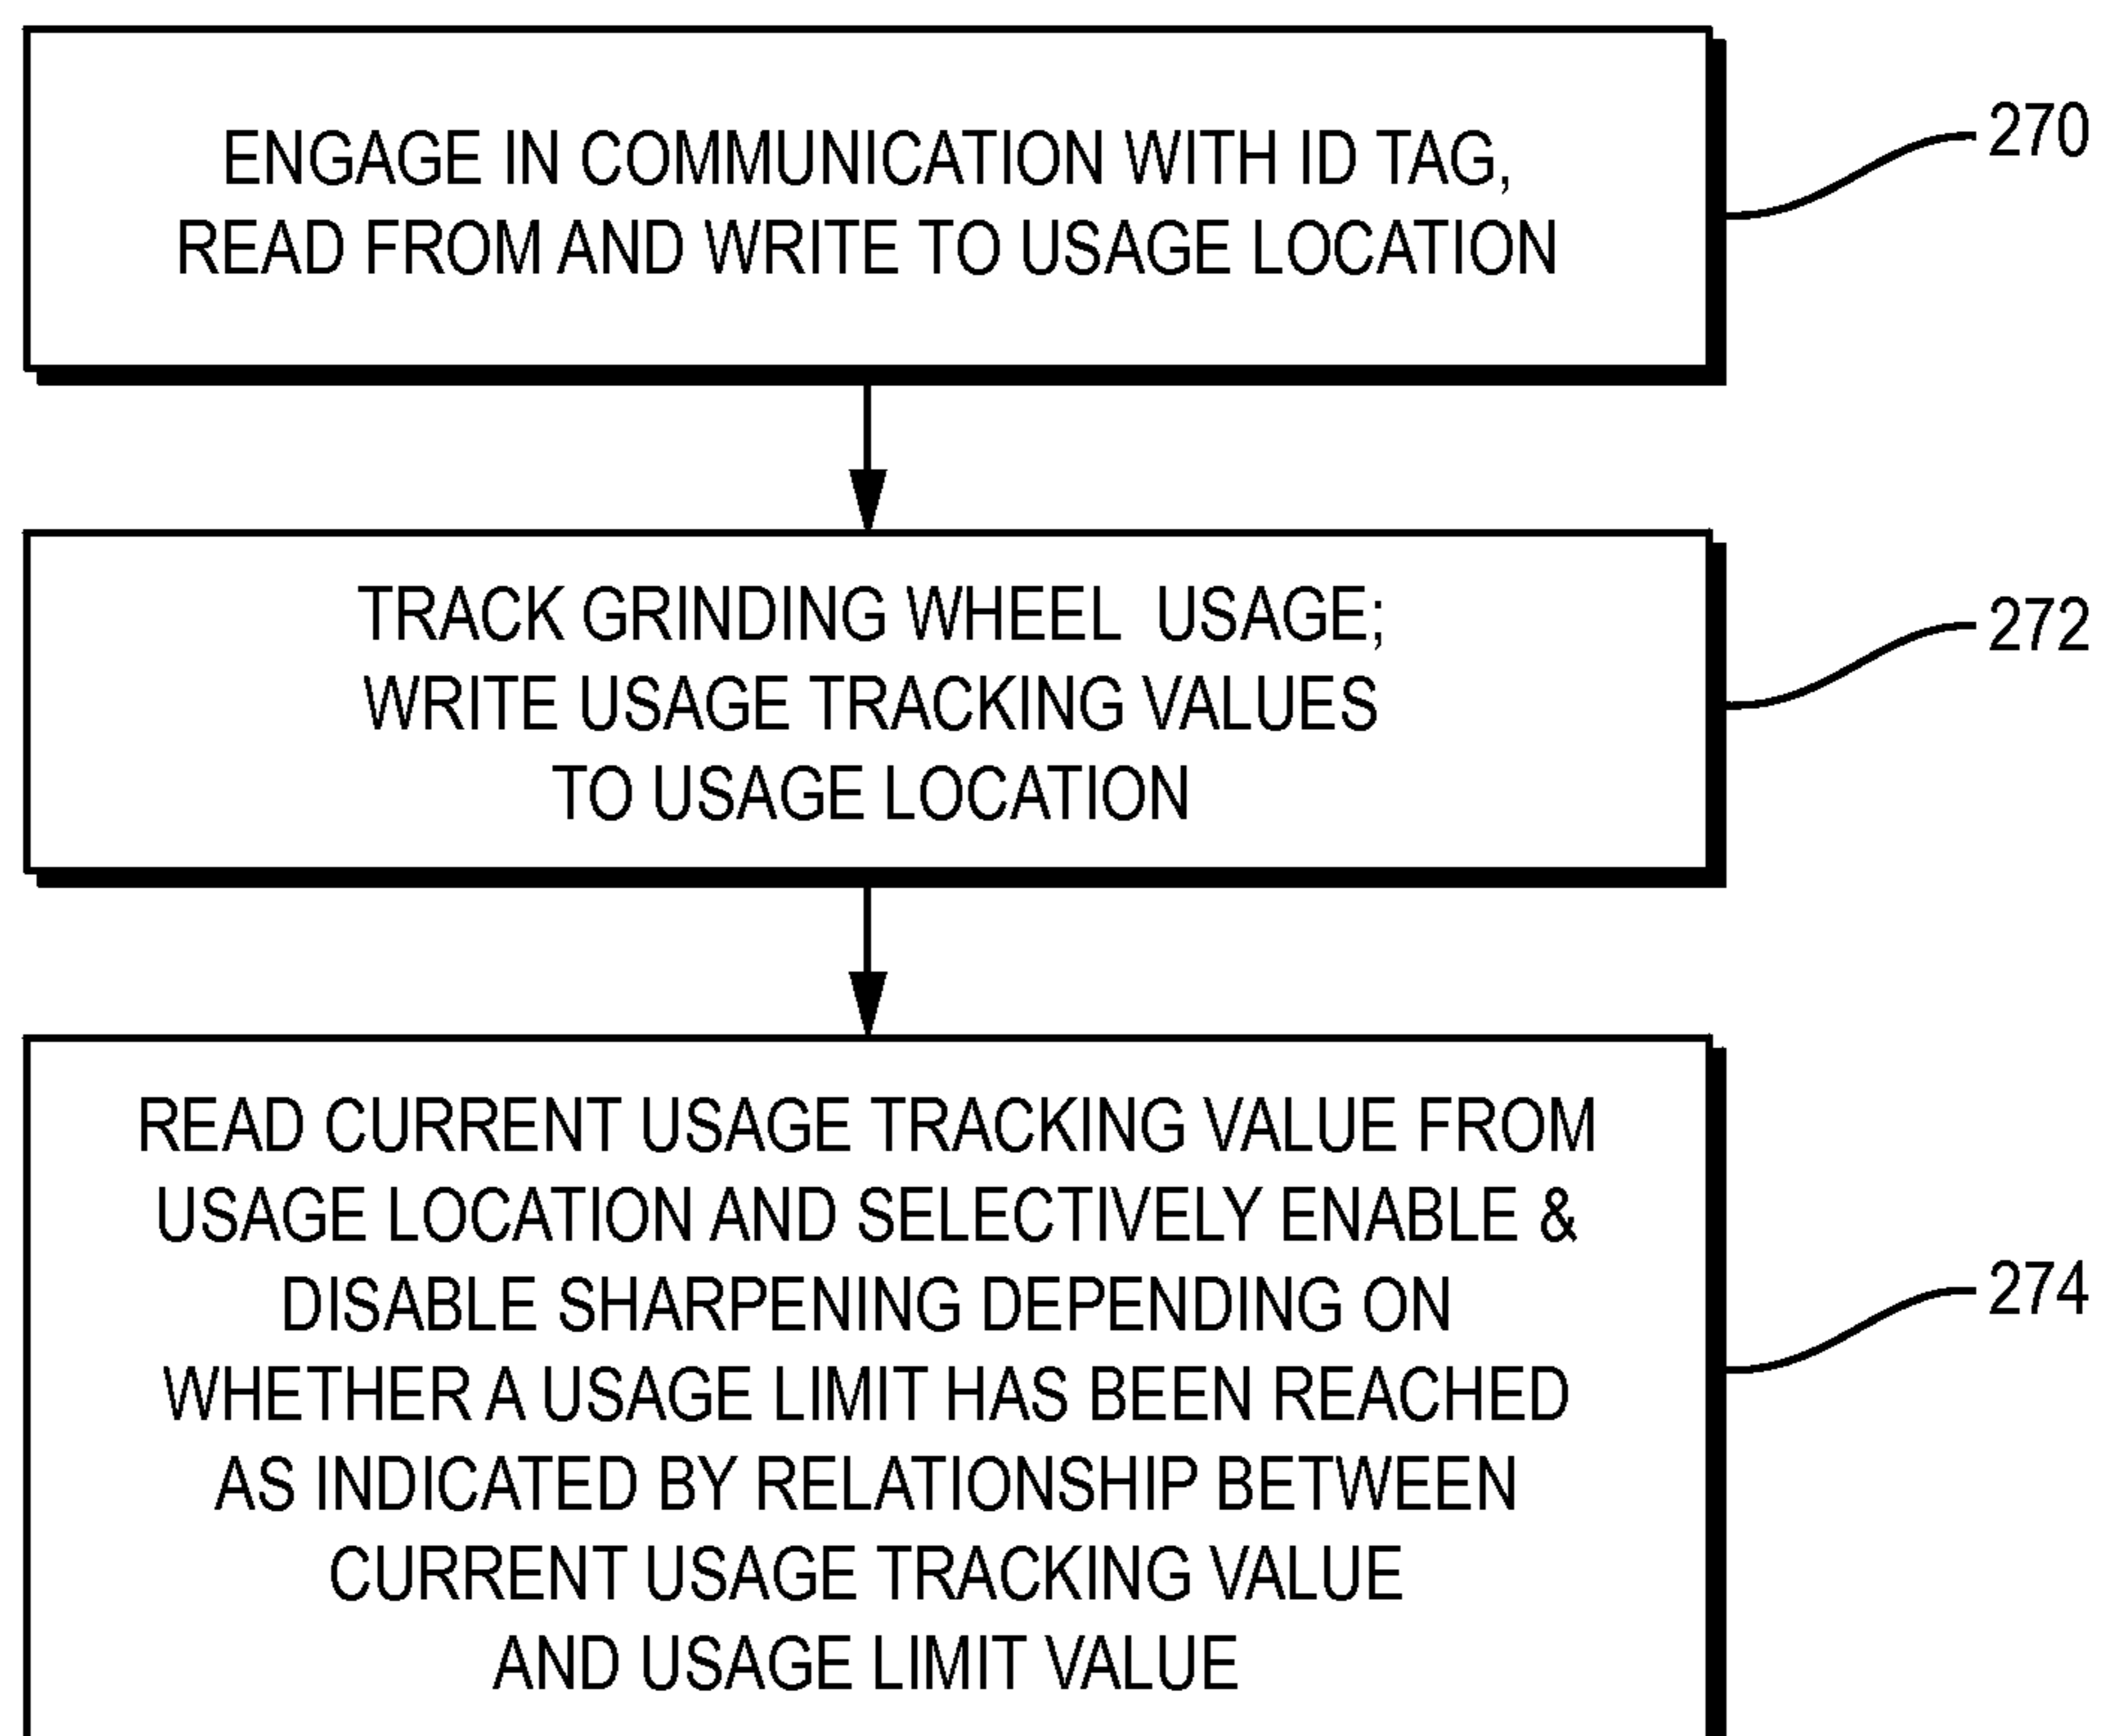 ENGAGE IN COMMUNICATION WITH ID TAG,
READ FROM AND WRITE TO USAGE LOCATION
270
TRACK GRINDING WHEEL USAGE;
WRITE USAGE TRACKING VALUES
TO USAGE LOCATION
272
READ CURRENT USAGE TRACKING VALUE FROM
USAGE LOCATION AND SELECTIVELY ENABLE &
DISABLE SHARPENING DEPENDING ON
WHETHER A USAGE LIMIT HAS BEEN REACHED
AS INDICATED BY RELATIONSHIP BETWEEN
CURRENT USAGE TRACKING VALUE
AND USAGE LIMIT VALUE
274